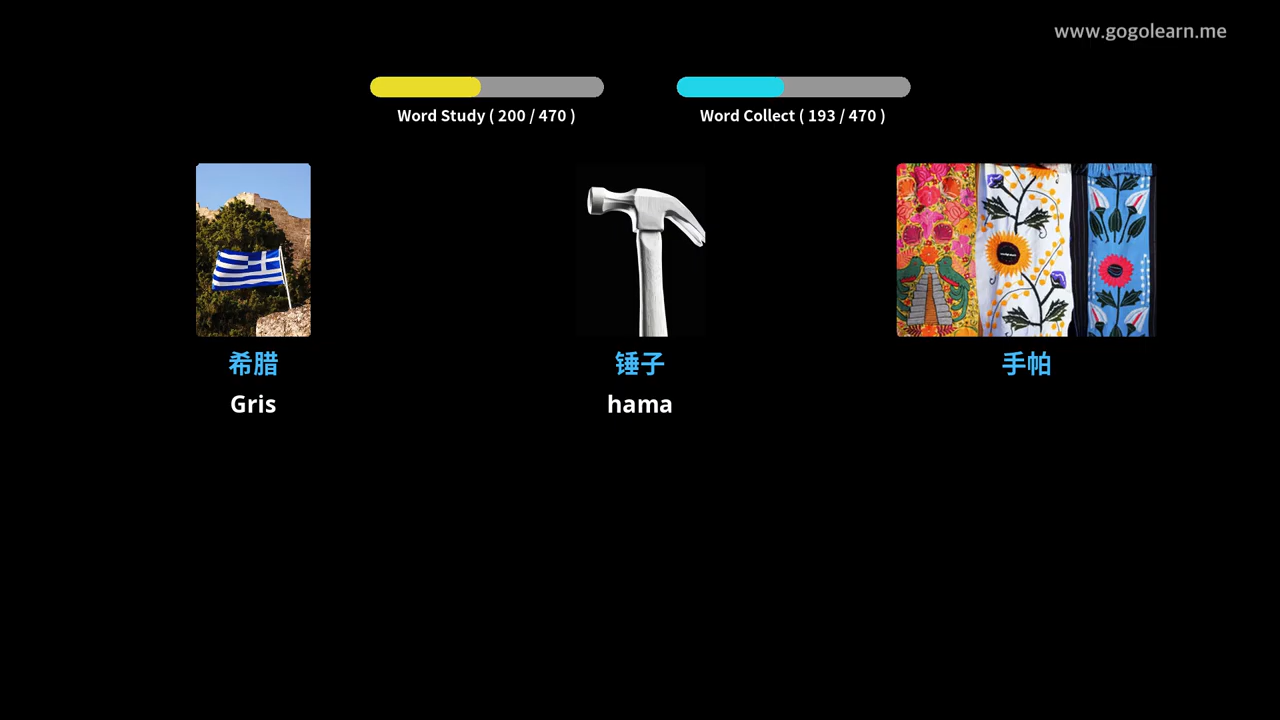 www.gogolearn.me
Word Study ( 200 / 470 )
Word Collect ( 193 / 470 )
希腊
锤子
手帕
Gris
hama